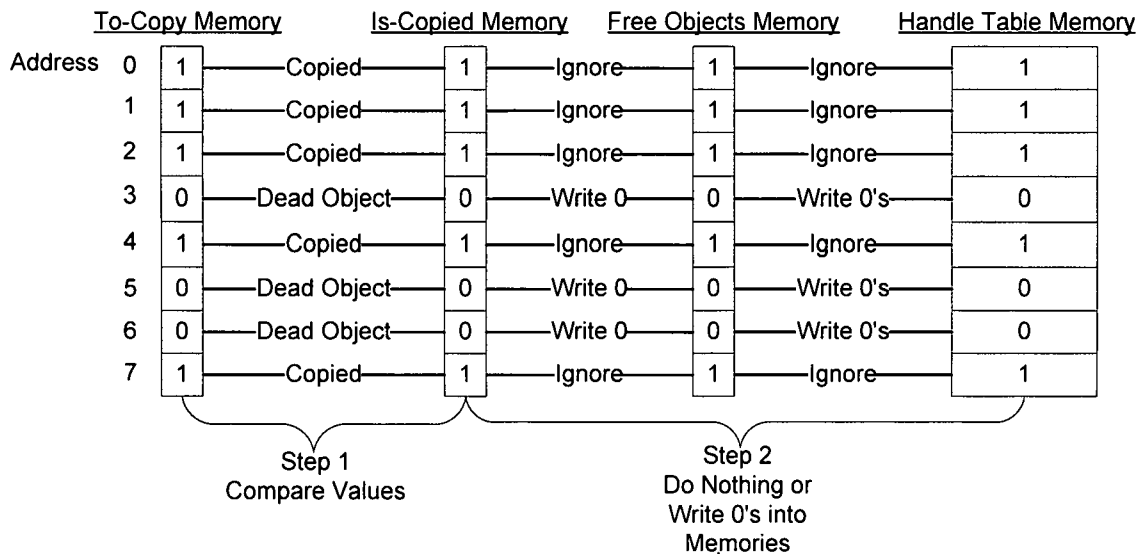 To-Copy Memory Is-Copied Memory Free Objects Memory Handle Table Memory
Address 0 1 Copied 1 Ignore 1 Ignore 1
1 1 Copied 1 Ignore 1 Ignore 1
2 1 Copied 1 Ignore 1 Ignore 1
3 0 Dead Object 0 Write 0 0 Write 0's 0
4 1 Copied 1 Ignore 1 Ignore 1
5 0 Dead Object 0 Write 0 0 Write 0's 0
6 0 Dead Object 0 Write 0 0 Write 0's 0
7 1 Copied 1 Ignore 1 Ignore 1
Step 1
Compare Values
Step 2
Do Nothing or
Write 0's into
Memories